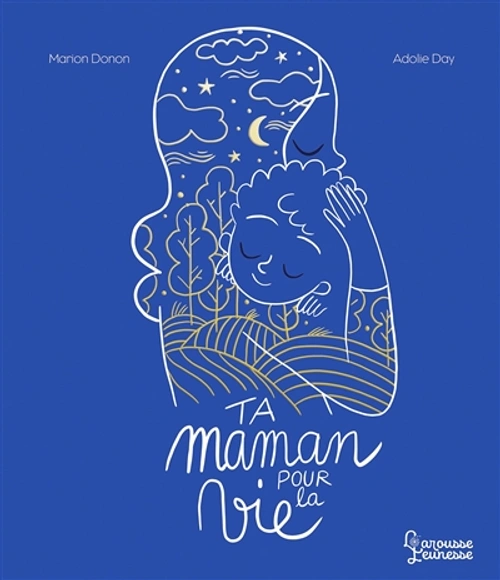 Marion Donon
Adolie Day
TA
maman
POUR
la
vie
Larousse
Jeunesse